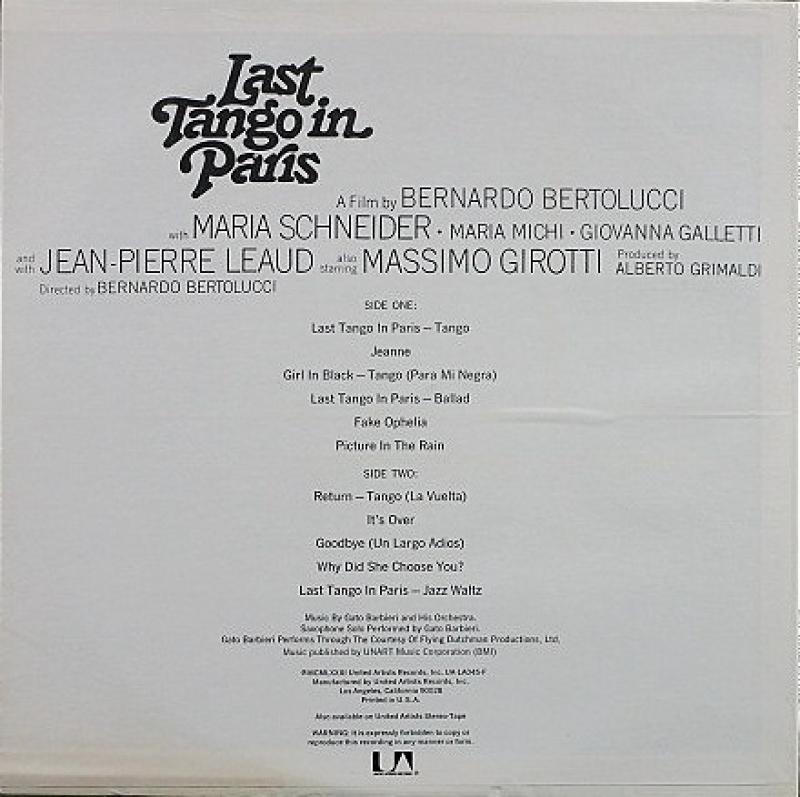 Last
Tango in
Paris
A Film by BERNARDO BERTOLUCCI
with MARIA SCHNEIDER · MARIA MICHI · GIOVANNA GALLETTI
and with JEAN-PIERRE LEAUD also starring MASSIMO GIROTTI Produced by ALBERTO GRIMALDI
Directed by BERNARDO BERTOLUCCI
SIDE ONE:
Last Tango In Paris – Tango
Jeanne
Girl In Black – Tango (Para Mi Negra)
Last Tango In Paris – Ballad
Fake Ophelia
Picture In The Rain
SIDE TWO:
Return – Tango (La Vuelta)
It's Over
Goodbye (Un Largo Adios)
Why Did She Choose You?
Last Tango In Paris – Jazz Waltz
Music By Gato Barbieri and His Orchestra.
Saxophone Solo Performed by Gato Barbieri.
Gato Barbieri Performs Through The Courtesy Of Flying Dutchman Productions, Ltd.
Music published by UNART Music Corporation (BMI)
United Artists Records, Inc. UA-LA045-F
Manufactured by United Artists Records, Inc.
Los Angeles, California 90028
Printed in U.S.A.
Also available on United Artists Stereo-Tape
WARNING: It is expressly forbidden to copy or
reproduce this recording in any manner or form.
UA